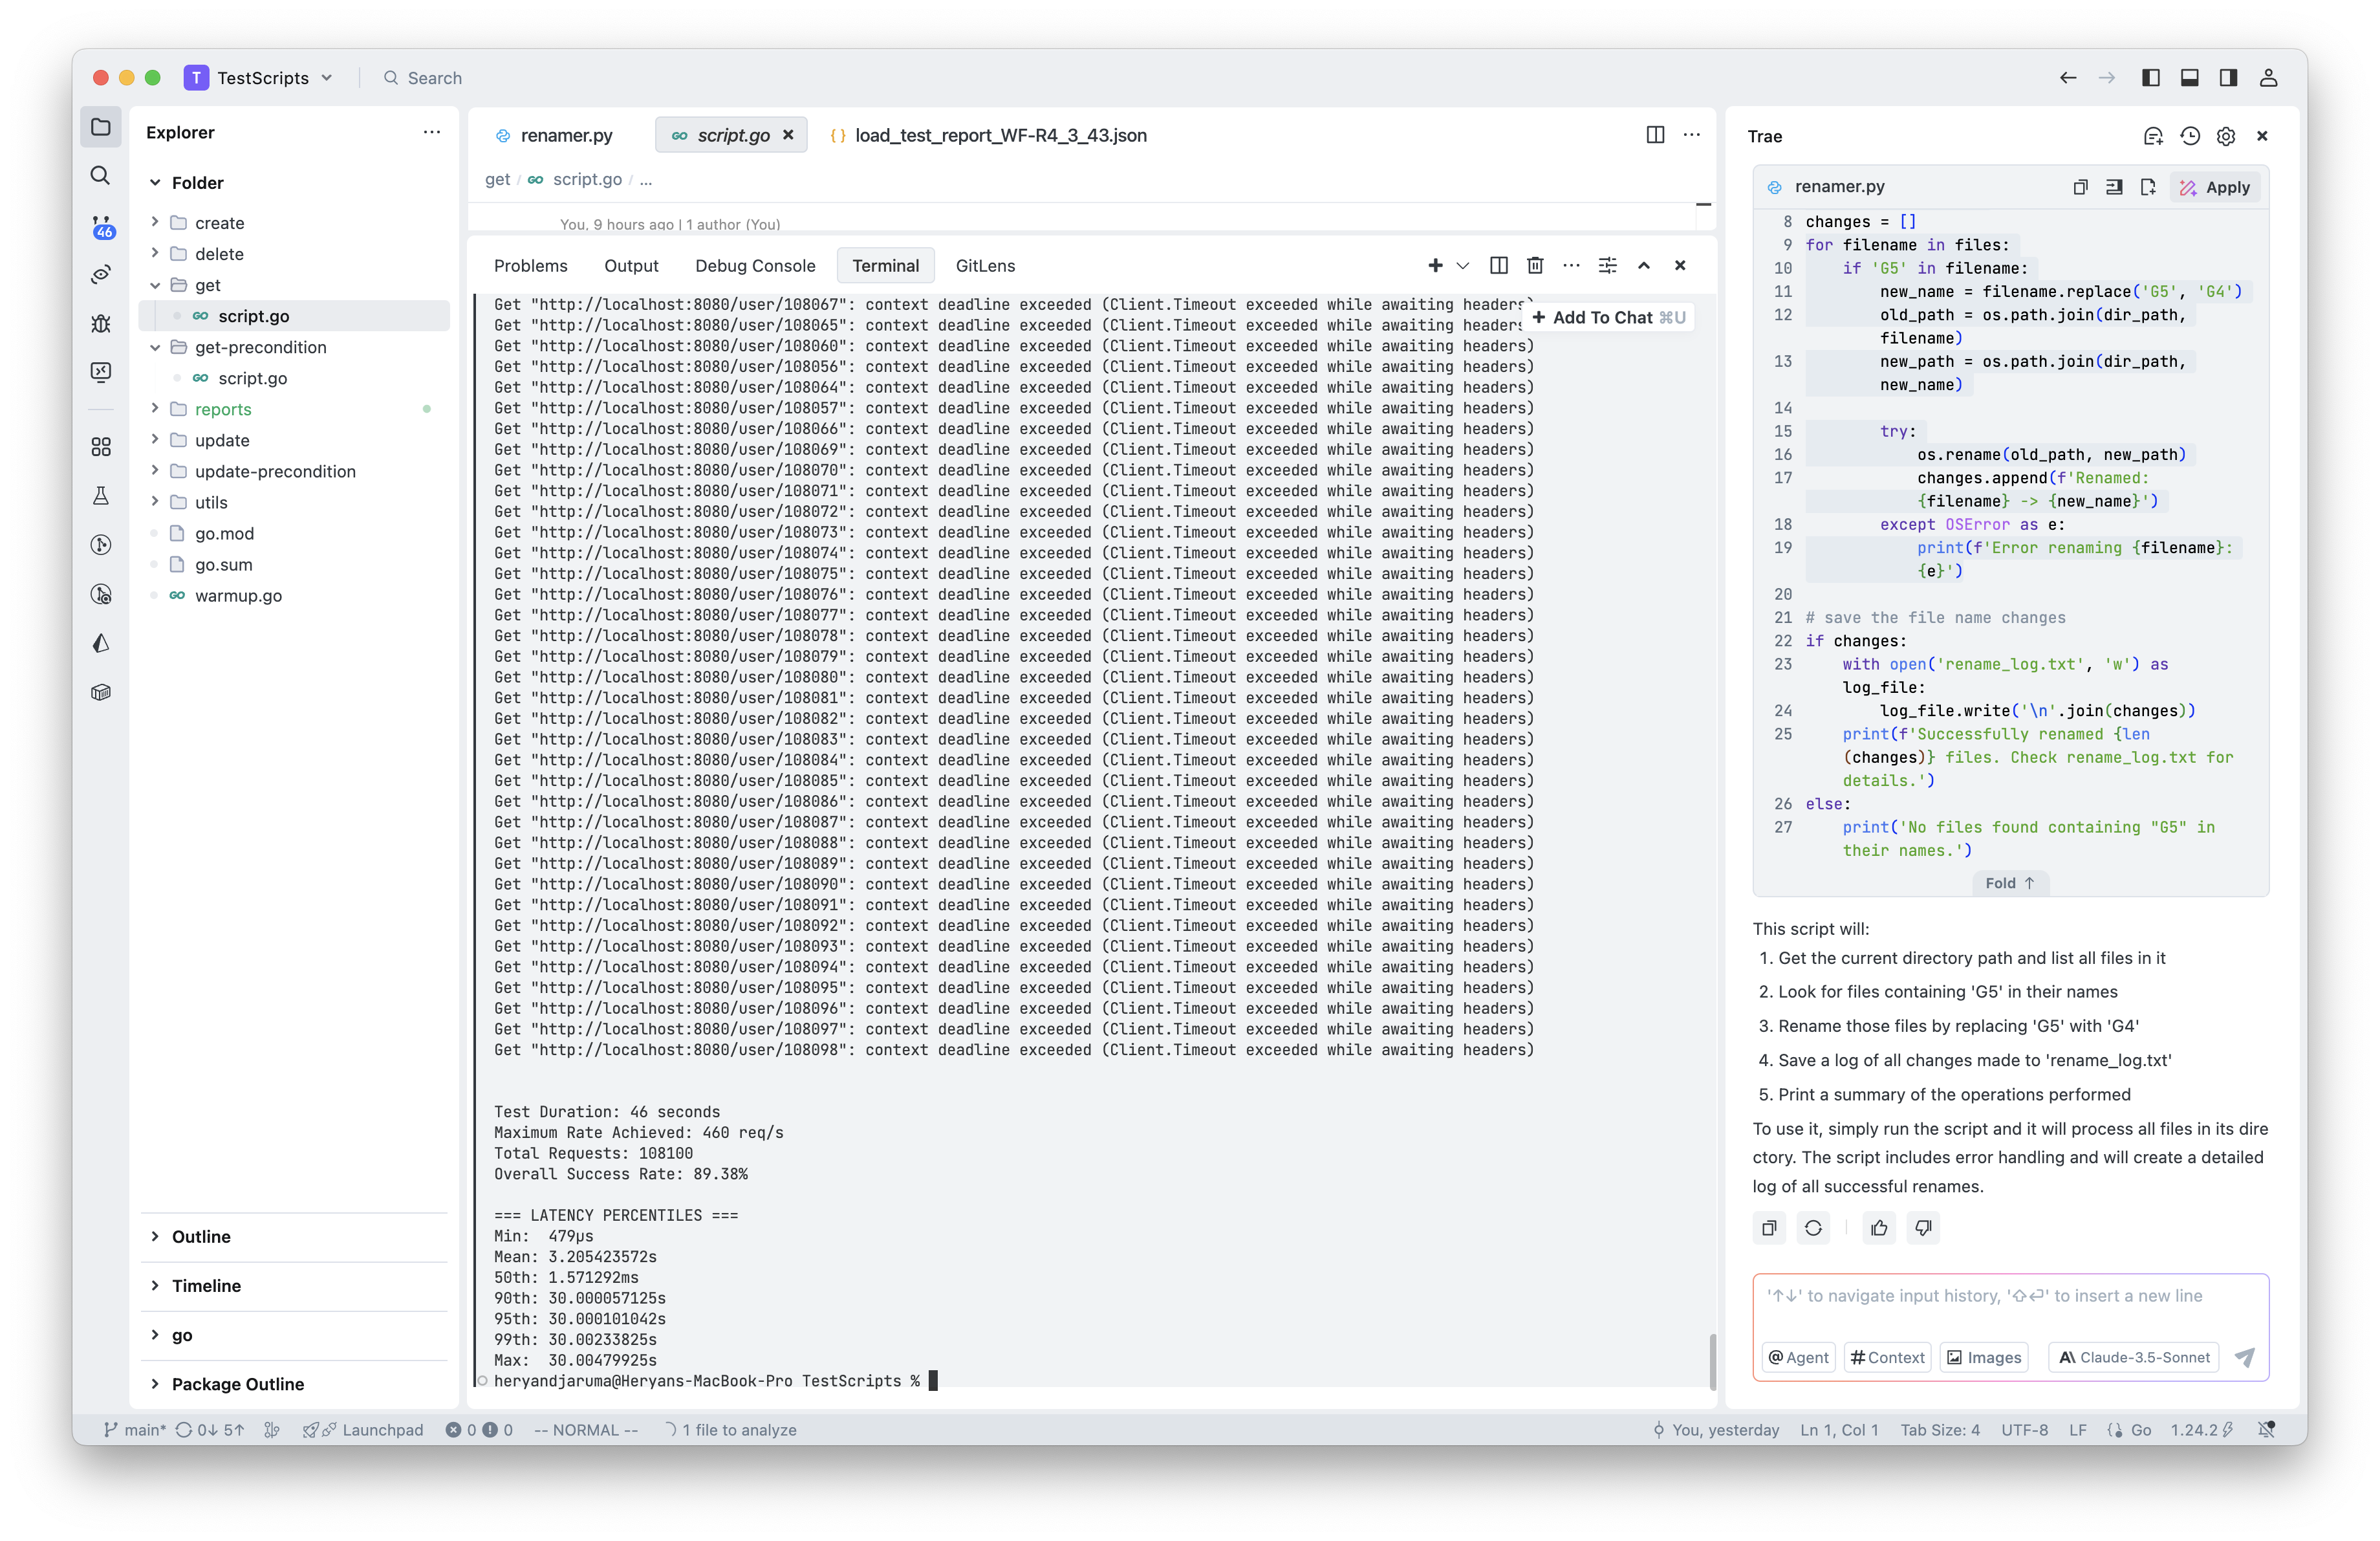 T TestScripts
Search
Explorer
Folder
create
delete
get
script.go
get-precondition
script.go
reports
update
update-precondition
utils
go.mod
go.sum
warmup.go
Outline
Timeline
go
Package Outline
46
renamer.py
script.go
load_test_report_WF-R4_3_43.json
get / script.go / ...
You, 9 hours ago | 1 author (You)
Problems Output Debug Console Terminal GitLens
Add To Chat ⌘U
Get "http://localhost:8080/user/108067": context deadline exceeded (Client.Timeout exceeded while awaiting headers)
Get "http://localhost:8080/user/108065": context deadline exceeded (Client.Timeout exceeded while awaiting headers
Get "http://localhost:8080/user/108060": context deadline exceeded (Client.Timeout exceeded while awaiting headers)
Get "http://localhost:8080/user/108056": context deadline exceeded (Client.Timeout exceeded while awaiting headers)
Get "http://localhost:8080/user/108064": context deadline exceeded (Client.Timeout exceeded while awaiting headers)
Get "http://localhost:8080/user/108057": context deadline exceeded (Client.Timeout exceeded while awaiting headers)
Get "http://localhost:8080/user/108066": context deadline exceeded (Client.Timeout exceeded while awaiting headers)
Get "http://localhost:8080/user/108069": context deadline exceeded (Client.Timeout exceeded while awaiting headers)
Get "http://localhost:8080/user/108070": context deadline exceeded (Client.Timeout exceeded while awaiting headers)
Get "http://localhost:8080/user/108071": context deadline exceeded (Client.Timeout exceeded while awaiting headers)
Get "http://localhost:8080/user/108072": context deadline exceeded (Client.Timeout exceeded while awaiting headers)
Get "http://localhost:8080/user/108073": context deadline exceeded (Client.Timeout exceeded while awaiting headers)
Get "http://localhost:8080/user/108074": context deadline exceeded (Client.Timeout exceeded while awaiting headers)
Get "http://localhost:8080/user/108075": context deadline exceeded (Client.Timeout exceeded while awaiting headers)
Get "http://localhost:8080/user/108076": context deadline exceeded (Client.Timeout exceeded while awaiting headers)
Get "http://localhost:8080/user/108077": context deadline exceeded (Client.Timeout exceeded while awaiting headers)
Get "http://localhost:8080/user/108078": context deadline exceeded (Client.Timeout exceeded while awaiting headers)
Get "http://localhost:8080/user/108079": context deadline exceeded (Client.Timeout exceeded while awaiting headers)
Get "http://localhost:8080/user/108080": context deadline exceeded (Client.Timeout exceeded while awaiting headers)
Get "http://localhost:8080/user/108081": context deadline exceeded (Client.Timeout exceeded while awaiting headers)
Get "http://localhost:8080/user/108082": context deadline exceeded (Client.Timeout exceeded while awaiting headers)
Get "http://localhost:8080/user/108083": context deadline exceeded (Client.Timeout exceeded while awaiting headers)
Get "http://localhost:8080/user/108084": context deadline exceeded (Client.Timeout exceeded while awaiting headers)
Get "http://localhost:8080/user/108085": context deadline exceeded (Client.Timeout exceeded while awaiting headers)
Get "http://localhost:8080/user/108086": context deadline exceeded (Client.Timeout exceeded while awaiting headers)
Get "http://localhost:8080/user/108087": context deadline exceeded (Client.Timeout exceeded while awaiting headers)
Get "http://localhost:8080/user/108088": context deadline exceeded (Client.Timeout exceeded while awaiting headers)
Get "http://localhost:8080/user/108089": context deadline exceeded (Client.Timeout exceeded while awaiting headers)
Get "http://localhost:8080/user/108090": context deadline exceeded (Client.Timeout exceeded while awaiting headers)
Get "http://localhost:8080/user/108091": context deadline exceeded (Client.Timeout exceeded while awaiting headers)
Get "http://localhost:8080/user/108092": context deadline exceeded (Client.Timeout exceeded while awaiting headers)
Get "http://localhost:8080/user/108093": context deadline exceeded (Client.Timeout exceeded while awaiting headers)
Get "http://localhost:8080/user/108094": context deadline exceeded (Client.Timeout exceeded while awaiting headers)
Get "http://localhost:8080/user/108095": context deadline exceeded (Client.Timeout exceeded while awaiting headers)
Get "http://localhost:8080/user/108096": context deadline exceeded (Client.Timeout exceeded while awaiting headers)
Get "http://localhost:8080/user/108097": context deadline exceeded (Client.Timeout exceeded while awaiting headers)
Get "http://localhost:8080/user/108098": context deadline exceeded (Client.Timeout exceeded while awaiting headers)
Test Duration: 46 seconds
Maximum Rate Achieved: 460 req/s
Total Requests: 108100
Overall Success Rate: 89.38%
=== LATENCY PERCENTILES ===
Min: 479µs
Mean: 3.205423572s
50th: 1.571292ms
90th: 30.000057125s
95th: 30.000101042s
99th: 30.00233825s
Max: 30.00479925s
heryandjaruma@Heryans-MacBook-Pro TestScripts %
Trae
renamer.py
Apply
8 changes = []
9 for filename in files:
10 if 'G5' in filename:
11 new_name = filename.replace('G5', 'G4')
12 old_path = os.path.join(dir_path,
filename)
13 new_path = os.path.join(dir_path,
new_name)
14
15 try:
16 os.rename(old_path, new_path)
17 changes.append(f'Renamed:
{filename} -> {new_name}')
18 except OSError as e:
19 print(f'Error renaming {filename}:
{e}')
20
21 # save the file name changes
22 if changes:
23 with open('rename_log.txt', 'w') as
log_file:
24 log_file.write('\n'.join(changes))
25 print(f'Successfully renamed {len
(changes)} files. Check rename_log.txt for
details.')
26 else:
27 print('No files found containing "G5" in
their names.')
Fold ↑
This script will:
1. Get the current directory path and list all files in it
2. Look for files containing 'G5' in their names
3. Rename those files by replacing 'G5' with 'G4'
4. Save a log of all changes made to 'rename_log.txt'
5. Print a summary of the operations performed
To use it, simply run the script and it will process all files in its dire
ctory. The script includes error handling and will create a detailed
log of all successful renames.
'↑↓' to navigate input history, '⇧⏎' to insert a new line
@Agent #Context Images Claude-3.5-Sonnet
main* 0↓ 5↑ Launchpad 0 0 -- NORMAL -- 1 file to analyze
You, yesterday Ln 1, Col 1 Tab Size: 4 UTF-8 LF Go 1.24.2